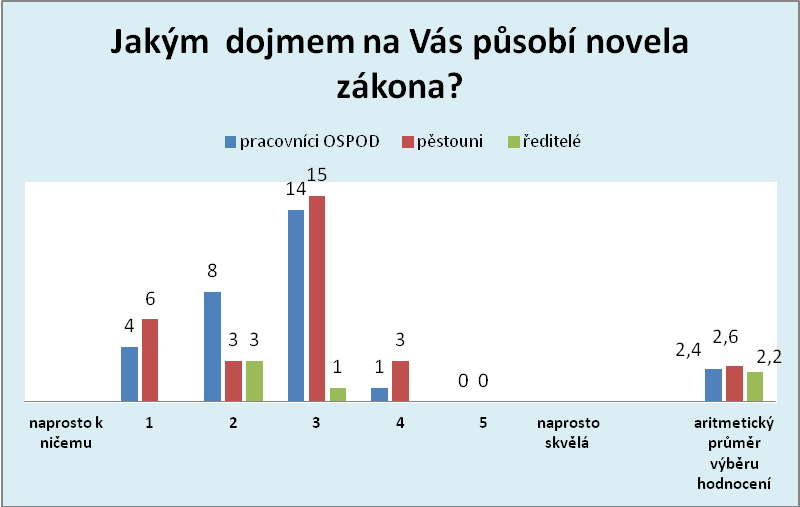 Jakým dojmem na Vás působí novela
zákona?
pracovníci OSPOD pěstouni ředitelé
4 6
8 3 3
14 15 1
1 3
0 0
2,4 2,6 2,2
naprosto k
ničemu
1 2 3 4 5
naprosto
skvělá
aritmetický
průměr
výběru
hodnocení